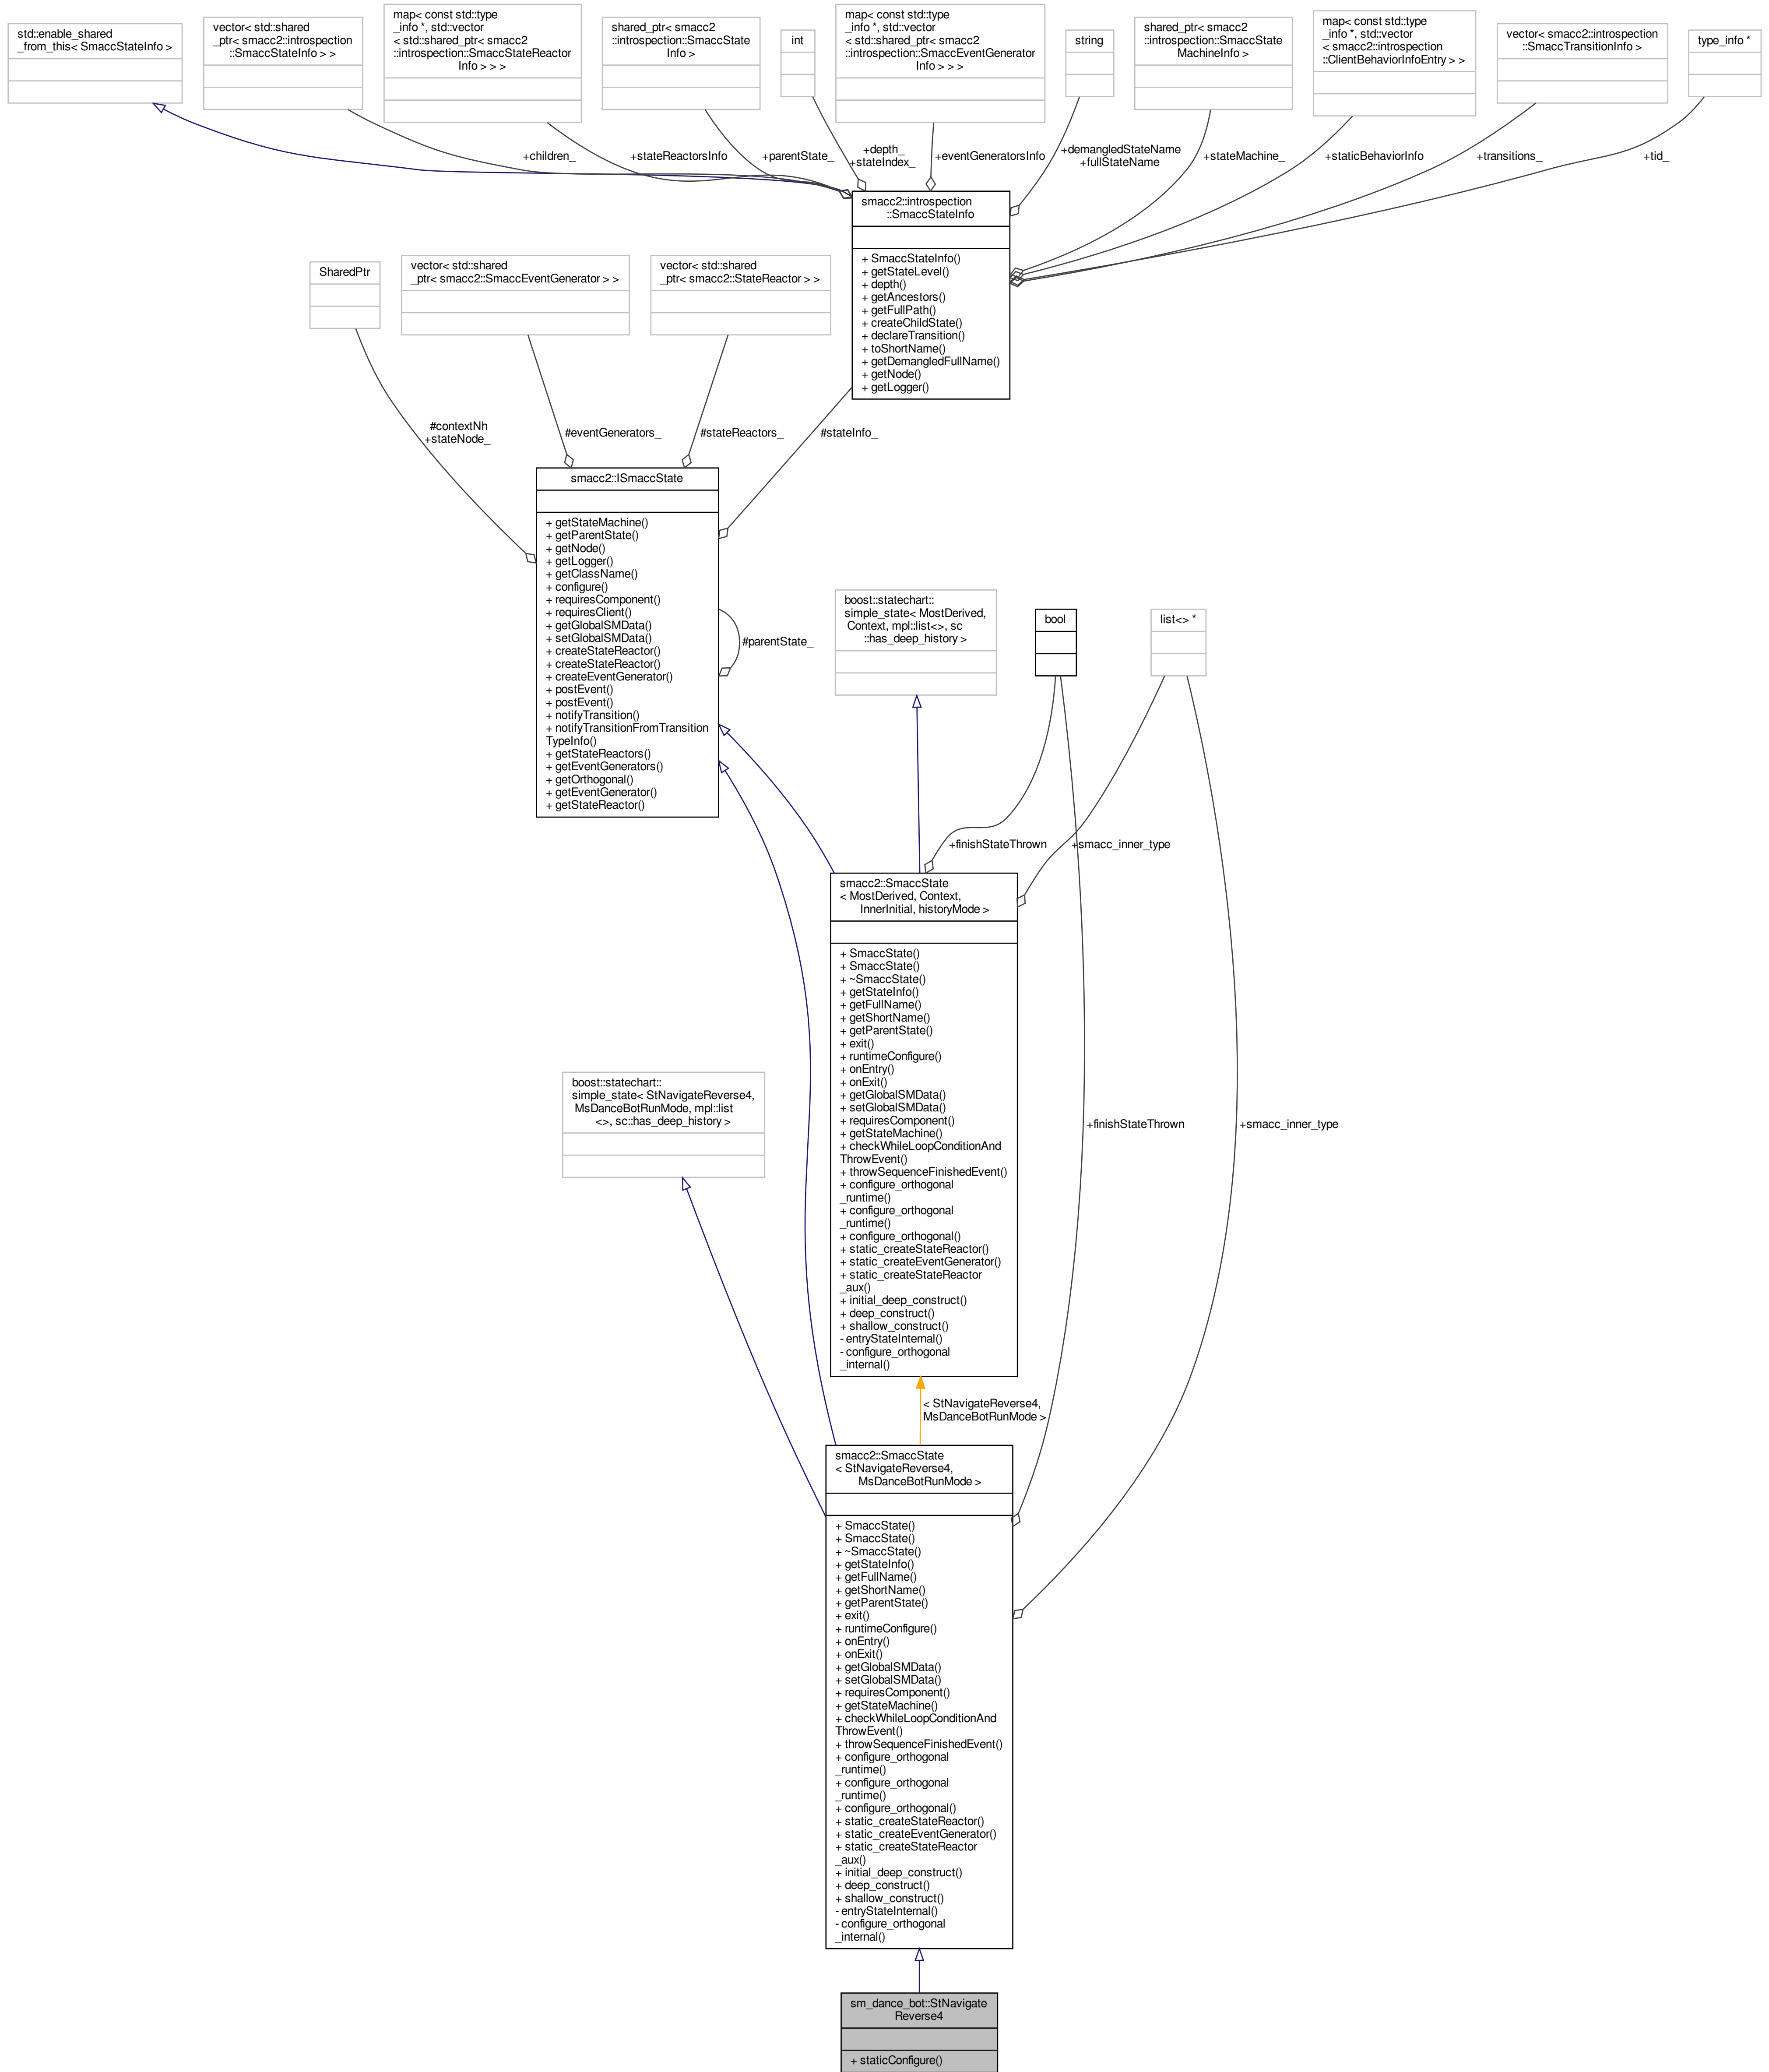 std::enable_shared
_from_this< SmaccStateInfo >
vector< std::shared
_ptr< smacc2::introspection
::SmaccStateInfo > >
map< const std::type
_info *, std::vector
< std::shared_ptr< smacc2
::introspection::SmaccStateReactor
Info > > >
shared_ptr< smacc2
::introspection::SmaccState
Info >
int
map< const std::type
_info *, std::vector
< std::shared_ptr< smacc2
::introspection::SmaccEventGenerator
Info > > >
string
shared_ptr< smacc2
::introspection::SmaccState
MachineInfo >
map< const std::type
_info *, std::vector
< smacc2::introspection
::ClientBehaviorInfoEntry > >
vector< smacc2::introspection
::SmaccTransitionInfo >
type_info *
+children_
+stateReactorsInfo
+parentState_
+depth_
+stateIndex_
+eventGeneratorsInfo
+demangledStateName
+fullStateName
+stateMachine_
+staticBehaviorInfo
+transitions_
+tid_
smacc2::introspection
::SmaccStateInfo
+ SmaccStateInfo()
+ getStateLevel()
+ depth()
+ getAncestors()
+ getFullPath()
+ createChildState()
+ declareTransition()
+ toShortName()
+ getDemangledFullName()
+ getNode()
+ getLogger()
SharedPtr
vector< std::shared
_ptr< smacc2::SmaccEventGenerator > >
vector< std::shared
_ptr< smacc2::StateReactor > >
#contextNh
+stateNode_
#eventGenerators_
#stateReactors_
#stateInfo_
smacc2::ISmaccState
+ getStateMachine()
+ getParentState()
+ getNode()
+ getLogger()
+ getClassName()
+ configure()
+ requiresComponent()
+ requiresClient()
+ getGlobalSMData()
+ setGlobalSMData()
+ createStateReactor()
+ createStateReactor()
+ createEventGenerator()
+ postEvent()
+ postEvent()
+ notifyTransition()
+ notifyTransitionFromTransition
TypeInfo()
+ getStateReactors()
+ getEventGenerators()
+ getOrthogonal()
+ getEventGenerator()
+ getStateReactor()
#parentState_
boost::statechart::
simple_state< MostDerived,
Context, mpl::list<>, sc
::has_deep_history >
bool
list<> *
+finishStateThrown
+smacc_inner_type
smacc2::SmaccState
< MostDerived, Context,
InnerInitial, historyMode >
+ SmaccState()
+ SmaccState()
+ ~SmaccState()
+ getStateInfo()
+ getFullName()
+ getShortName()
+ getParentState()
+ exit()
+ runtimeConfigure()
+ onEntry()
+ onExit()
+ getGlobalSMData()
+ setGlobalSMData()
+ requiresComponent()
+ getStateMachine()
+ checkWhileLoopConditionAnd
ThrowEvent()
+ throwSequenceFinishedEvent()
+ configure_orthogonal
_runtime()
+ configure_orthogonal
_runtime()
+ configure_orthogonal()
+ static_createStateReactor()
+ static_createEventGenerator()
+ static_createStateReactor
_aux()
+ initial_deep_construct()
+ deep_construct()
+ shallow_construct()
- entryStateInternal()
- configure_orthogonal
_internal()
boost::statechart::
simple_state< StNavigateReverse4,
MsDanceBotRunMode, mpl::list
<>, sc::has_deep_history >
+finishStateThrown
+smacc_inner_type
< StNavigateReverse4,
MsDanceBotRunMode >
smacc2::SmaccState
< StNavigateReverse4,
MsDanceBotRunMode >
+ SmaccState()
+ SmaccState()
+ ~SmaccState()
+ getStateInfo()
+ getFullName()
+ getShortName()
+ getParentState()
+ exit()
+ runtimeConfigure()
+ onEntry()
+ onExit()
+ getGlobalSMData()
+ setGlobalSMData()
+ requiresComponent()
+ getStateMachine()
+ checkWhileLoopConditionAnd
ThrowEvent()
+ throwSequenceFinishedEvent()
+ configure_orthogonal
_runtime()
+ configure_orthogonal
_runtime()
+ configure_orthogonal()
+ static_createStateReactor()
+ static_createEventGenerator()
+ static_createStateReactor
_aux()
+ initial_deep_construct()
+ deep_construct()
+ shallow_construct()
- entryStateInternal()
- configure_orthogonal
_internal()
sm_dance_bot::StNavigate
Reverse4
+ staticConfigure()